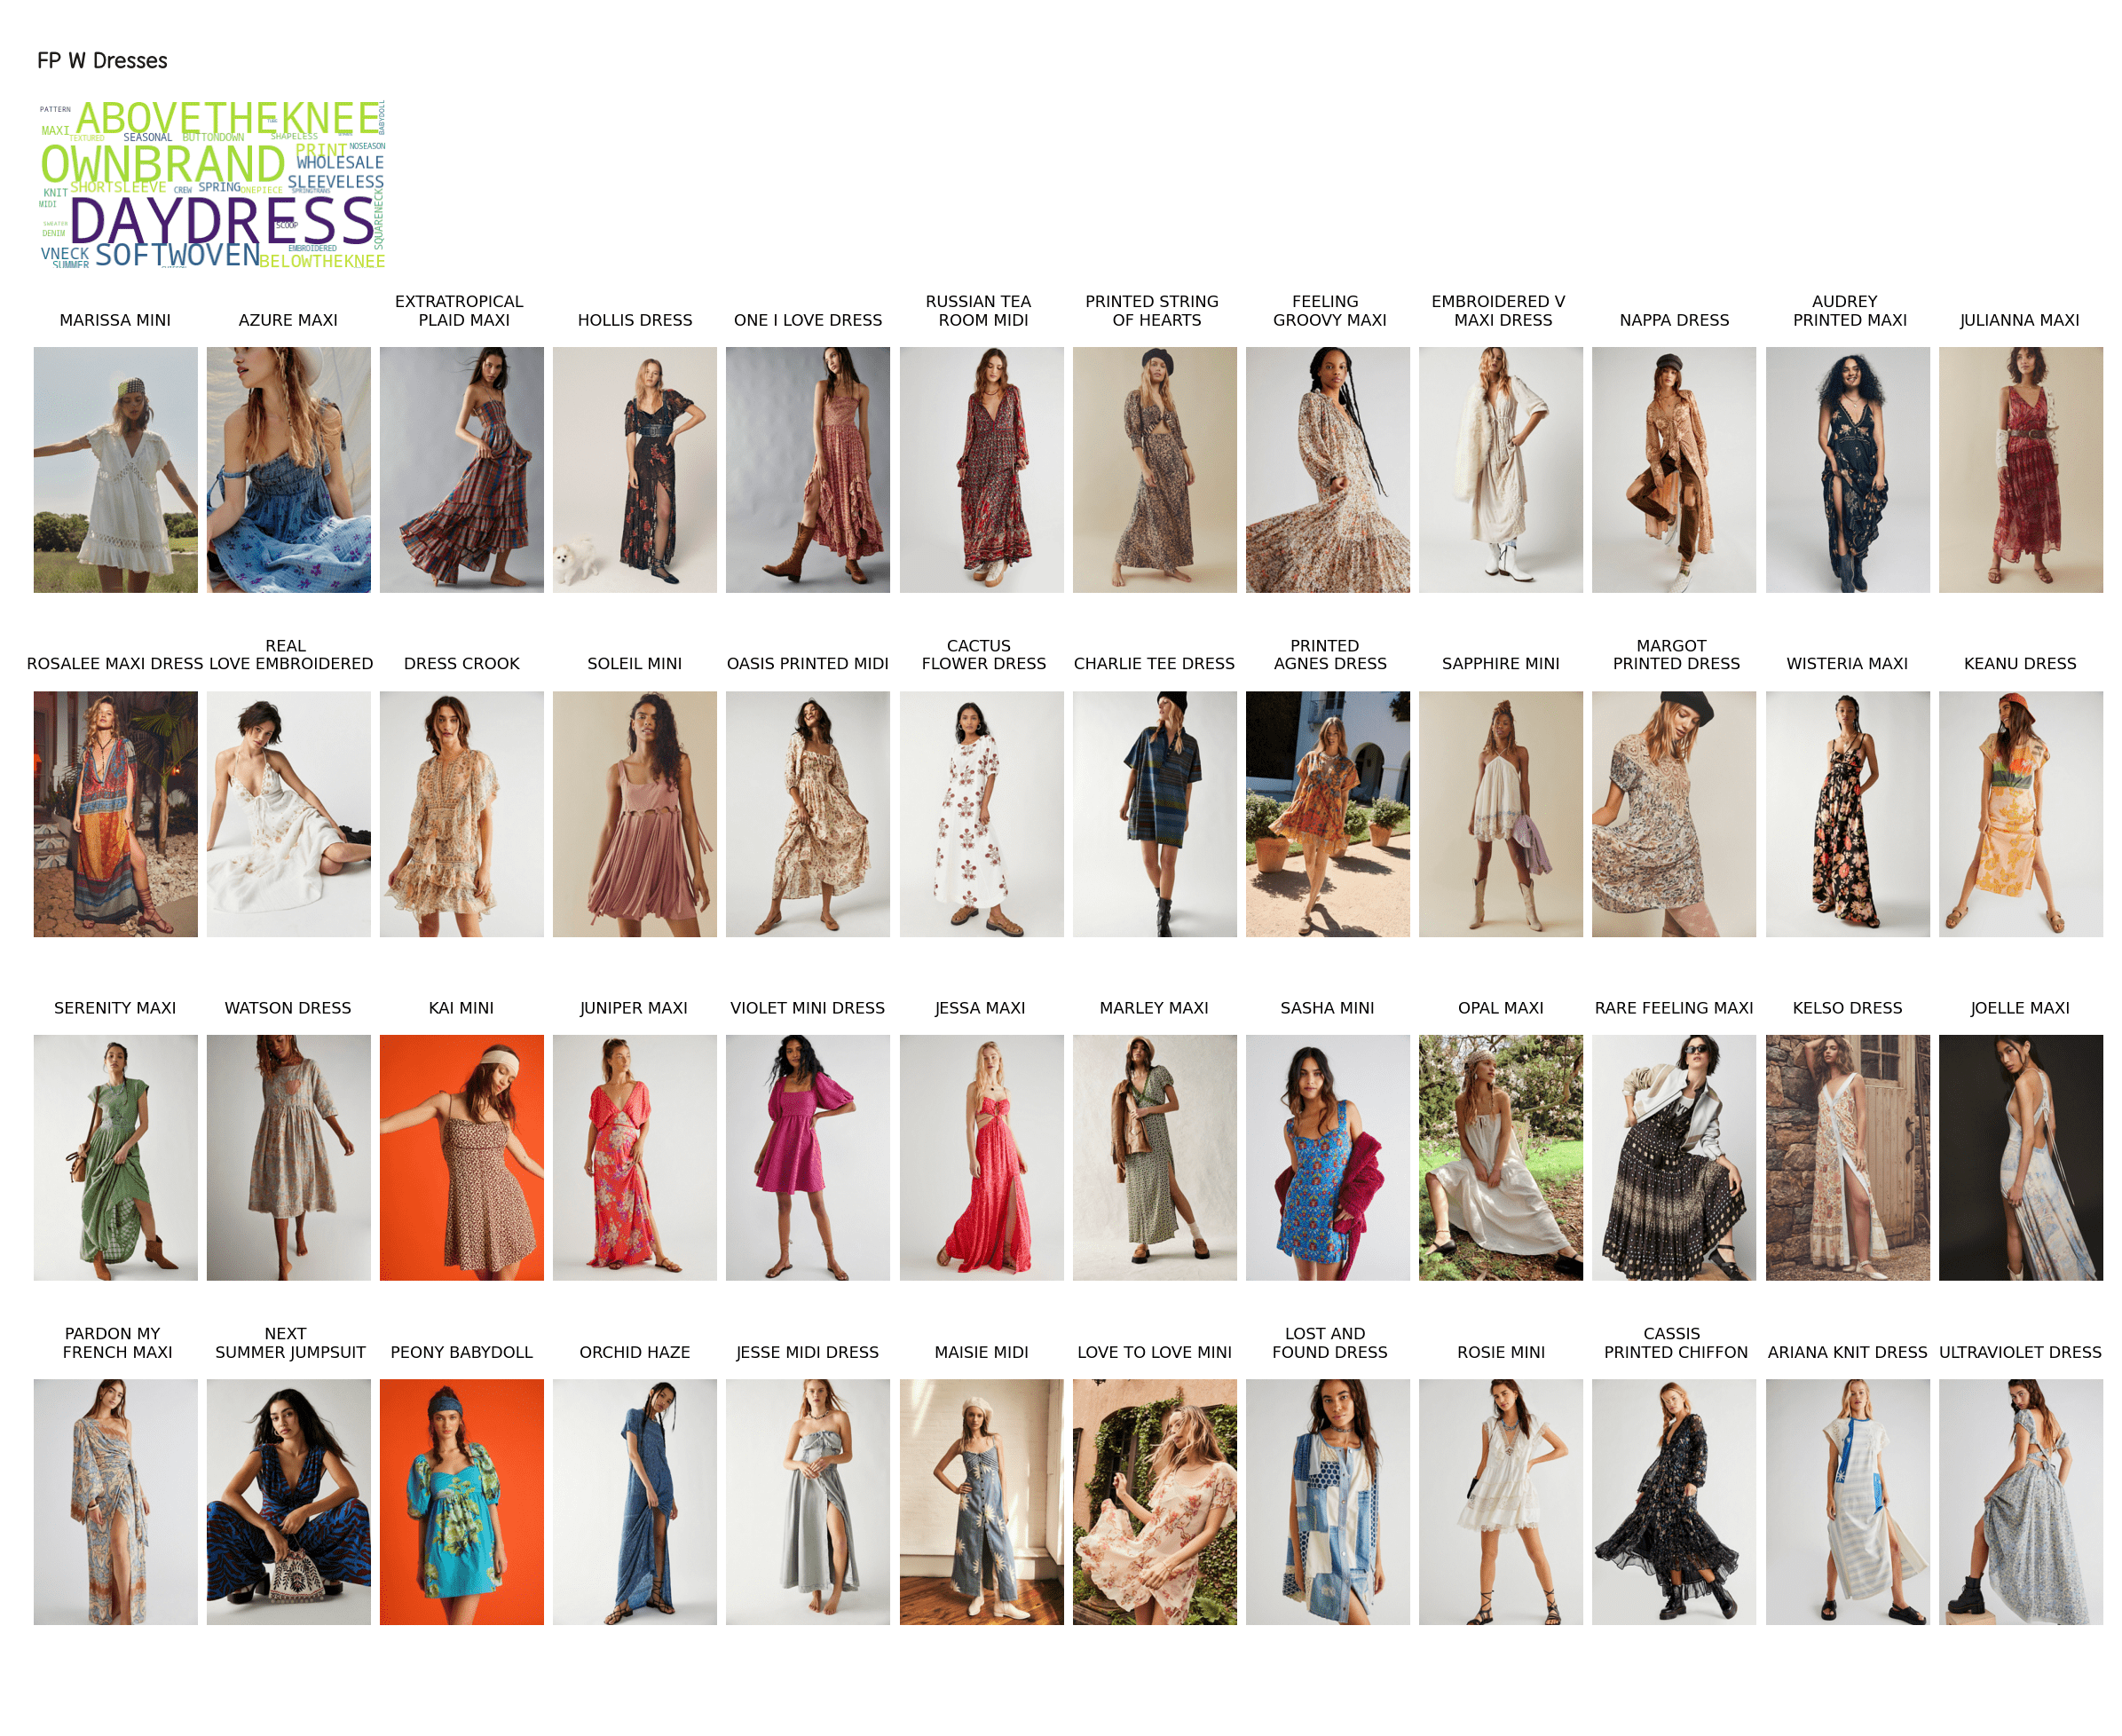 FP W Dresses
PATTERN
ABOVETHEKNEE
BABYDOLL
MAXI
TEXTURED
SEASONAL
BUTTONDOWN
SHAPELESS
PRINT
NOSEASON
OWNBRAND
WHOLESALE
SLEEVELESS
KNIT
SHORTSLEEVE
CREW
SPRING
ONEPIECE
SPRINGTRANS
MIDI
DAYDRESS
SWEATER
DENIM
SCOOP
SQUARENECK
VNECK
SOFTWOVEN
EMBROIDERED
SUMMER
BELOWTHEKNEE
MARISSA MINI
AZURE MAXI
EXTRATROPICAL
PLAID MAXI
HOLLIS DRESS
ONE I LOVE DRESS
RUSSIAN TEA
ROOM MIDI
PRINTED STRING
OF HEARTS
FEELING
GROOVY MAXI
EMBROIDERED V
MAXI DRESS
NAPPA DRESS
AUDREY
PRINTED MAXI
JULIANNA MAXI
ROSALEE MAXI DRESS
REAL
LOVE EMBROIDERED
DRESS CROOK
SOLEIL MINI
OASIS PRINTED MIDI
CACTUS
FLOWER DRESS
CHARLIE TEE DRESS
PRINTED
AGNES DRESS
SAPPHIRE MINI
MARGOT
PRINTED DRESS
WISTERIA MAXI
KEANU DRESS
SERENITY MAXI
WATSON DRESS
KAI MINI
JUNIPER MAXI
VIOLET MINI DRESS
JESSA MAXI
MARLEY MAXI
SASHA MINI
OPAL MAXI
RARE FEELING MAXI
KELSO DRESS
JOELLE MAXI
PARDON MY
FRENCH MAXI
NEXT
SUMMER JUMPSUIT
PEONY BABYDOLL
ORCHID HAZE
JESSE MIDI DRESS
MAISIE MIDI
LOVE TO LOVE MINI
LOST AND
FOUND DRESS
ROSIE MINI
CASSIS
PRINTED CHIFFON
ARIANA KNIT DRESS
ULTRAVIOLET DRESS